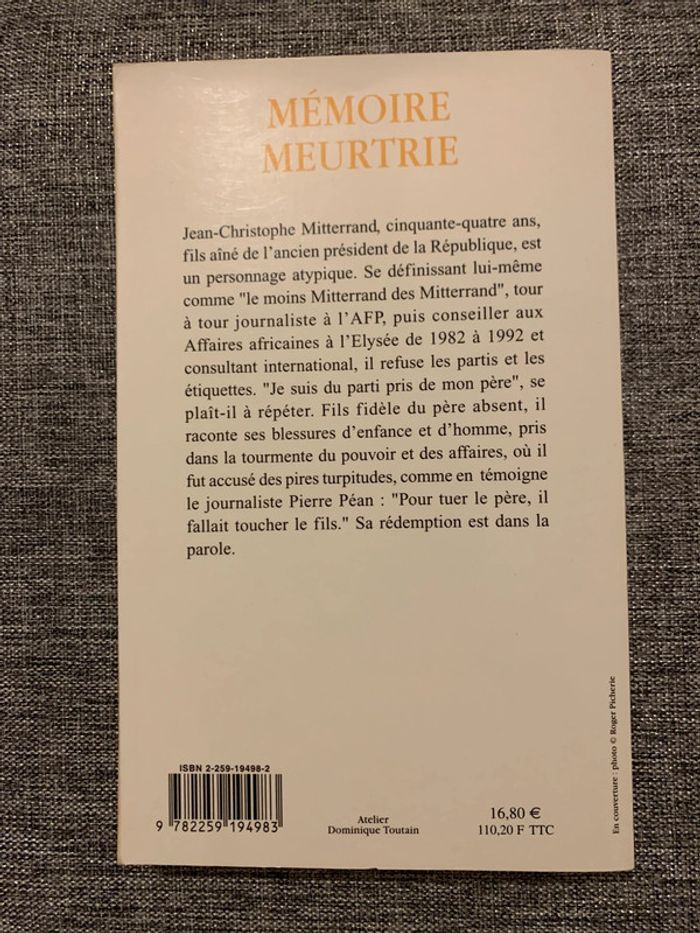 MÉMOIRE
MEURTRIE
Jean-Christophe Mitterrand, cinquante-quatre ans,
fils aîné de l’ancien président de la République, est
un personnage atypique. Se définissant lui-même
comme "le moins Mitterrand des Mitterrand", tour
à tour journaliste à l’AFP, puis conseiller aux
Affaires africaines à l’Elysée de 1982 à 1992 et
consultant international, il refuse les partis et les
étiquettes. "Je suis du parti pris de mon père", se
plaît-il à répéter. Fils fidèle du père absent, il
raconte ses blessures d’enfance et d’homme, pris
dans la tourmente du pouvoir et des affaires, où il
fut accusé des pires turpitudes, comme en témoigne
le journaliste Pierre Péan : "Pour tuer le père, il
fallait toucher le fils." Sa rédemption est dans la
parole.
En couverture : photo © Roger Picherie
ISBN 2-259-19498-2
9 782259 194983
Atelier
Dominique Toutain
16,80 €
110,20 F TTC